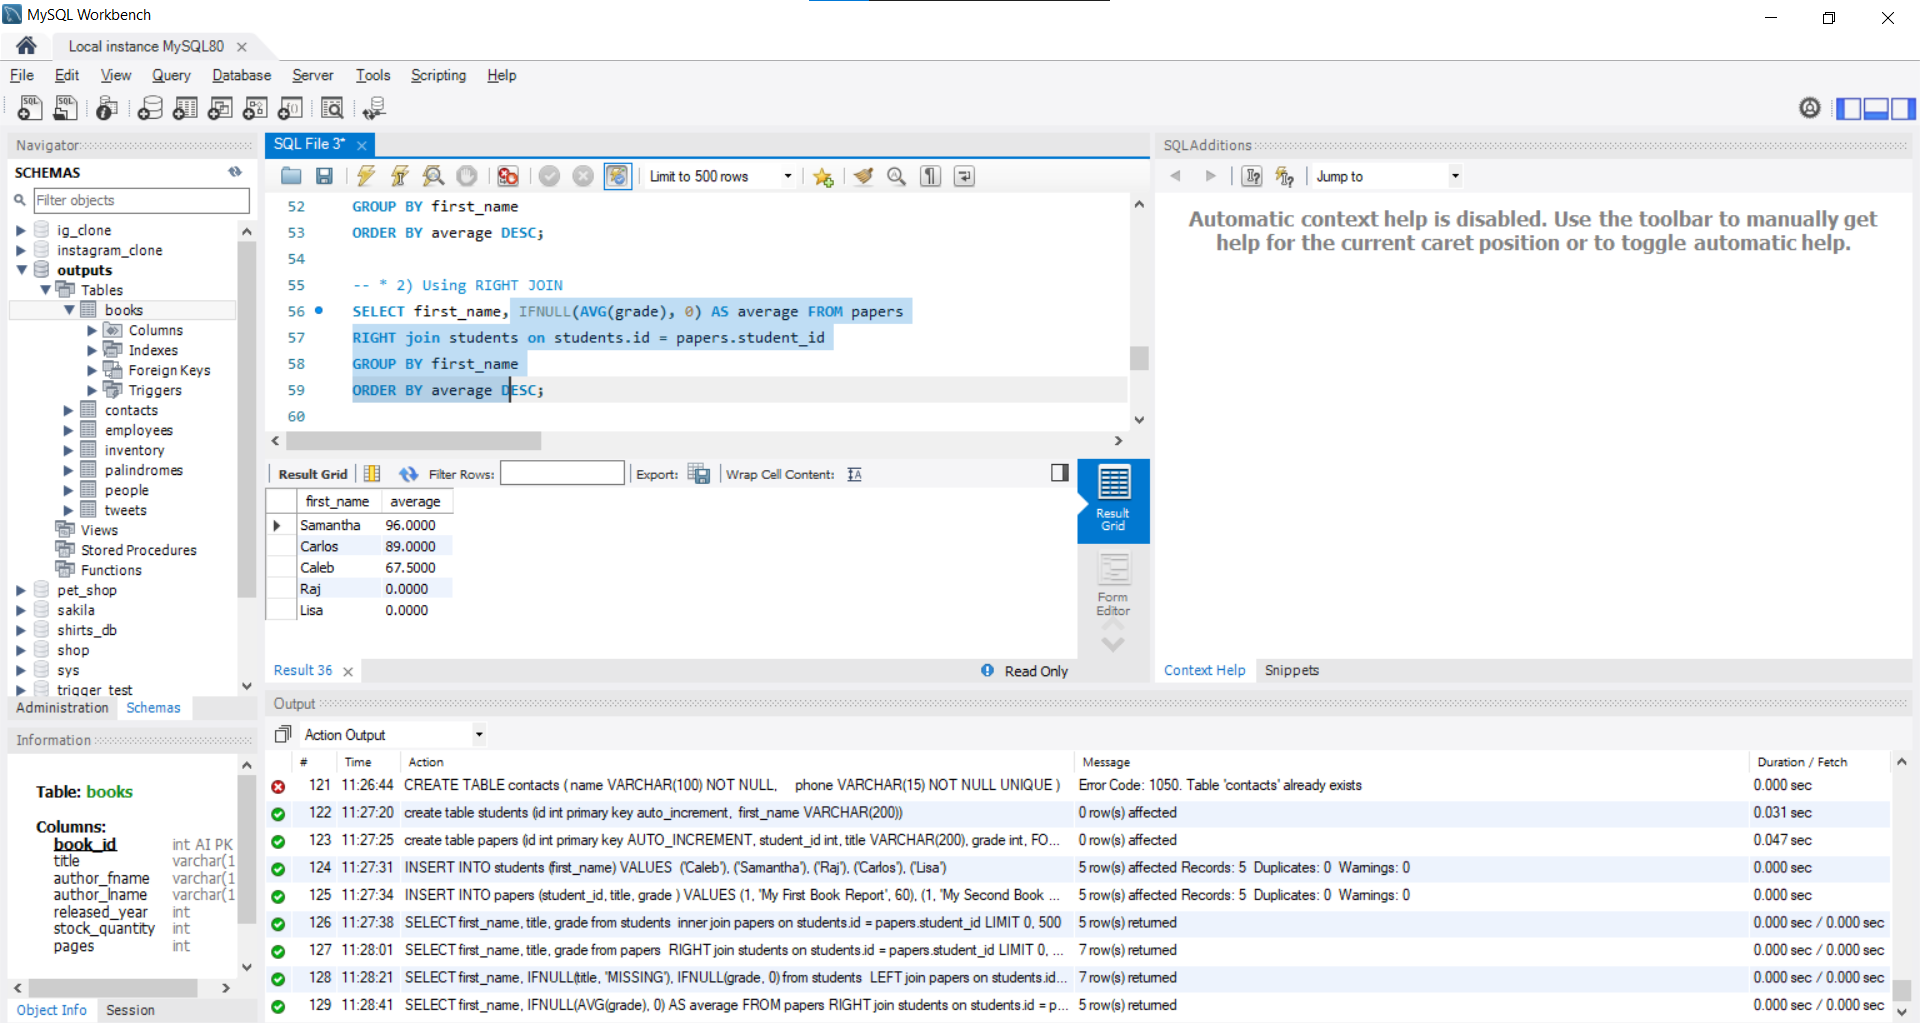 MySQL Workbench
Local instance MySQL80
File Edit View Query Database Server Tools Scripting Help
Navigator
SCHEMAS
Filter objects
ig_clone
instagram_clone
outputs
Tables
books
Columns
Indexes
Foreign Keys
Triggers
contacts
employees
inventory
palindromes
people
tweets
Views
Stored Procedures
Functions
pet_shop
sakila
shirts_db
shop
sys
trigger_test
Administration Schemas
Information
Table: books
Columns:
book_id int AI PK
title varchar(1
author_fname varchar(1
author_lname varchar(1
released_year int
stock_quantity int
pages int
Object Info Session
SQL File 3*
Limit to 500 rows
52 GROUP BY first_name
53 ORDER BY average DESC;
54
55 -- * 2) Using RIGHT JOIN
56 SELECT first_name, IFNULL(AVG(grade), 0) AS average FROM papers
57 RIGHT join students on students.id = papers.student_id
58 GROUP BY first_name
59 ORDER BY average DESC;
60
Result Grid Filter Rows: Export: Wrap Cell Content:
first_name average
Samantha 96.0000
Carlos 89.0000
Caleb 67.5000
Raj 0.0000
Lisa 0.0000
Result Grid
Form Editor
Result 36
Read Only
SQLAdditions
Jump to
Automatic context help is disabled. Use the toolbar to manually get
help for the current caret position or to toggle automatic help.
Context Help Snippets
Output
Action Output
# Time Action Message Duration / Fetch
121 11:26:44 CREATE TABLE contacts ( name VARCHAR(100) NOT NULL, phone VARCHAR(15) NOT NULL UNIQUE ) Error Code: 1050. Table 'contacts' already exists 0.000 sec
122 11:27:20 create table students (id int primary key auto_increment, first_name VARCHAR(200)) 0 row(s) affected 0.031 sec
123 11:27:25 create table papers (id int primary key AUTO_INCREMENT, student_id int, title VARCHAR(200), grade int, FO... 0 row(s) affected 0.047 sec
124 11:27:31 INSERT INTO students (first_name) VALUES ('Caleb'), ('Samantha'), ('Raj'), ('Carlos'), ('Lisa') 5 row(s) affected Records: 5 Duplicates: 0 Warnings: 0 0.000 sec
125 11:27:34 INSERT INTO papers (student_id, title, grade ) VALUES (1, 'My First Book Report', 60), (1, 'My Second Book ... 5 row(s) affected Records: 5 Duplicates: 0 Warnings: 0 0.000 sec
126 11:27:38 SELECT first_name, title, grade from students inner join papers on students.id = papers.student_id LIMIT 0, 500 5 row(s) returned 0.000 sec / 0.000 sec
127 11:28:01 SELECT first_name, title, grade from papers RIGHT join students on students.id = papers.student_id LIMIT 0, ... 7 row(s) returned 0.000 sec / 0.000 sec
128 11:28:21 SELECT first_name, IFNULL(title, 'MISSING'), IFNULL(grade, 0) from students LEFT join papers on students.id... 7 row(s) returned 0.000 sec / 0.000 sec
129 11:28:41 SELECT first_name, IFNULL(AVG(grade), 0) AS average FROM papers RIGHT join students on students.id = p... 5 row(s) returned 0.000 sec / 0.000 sec